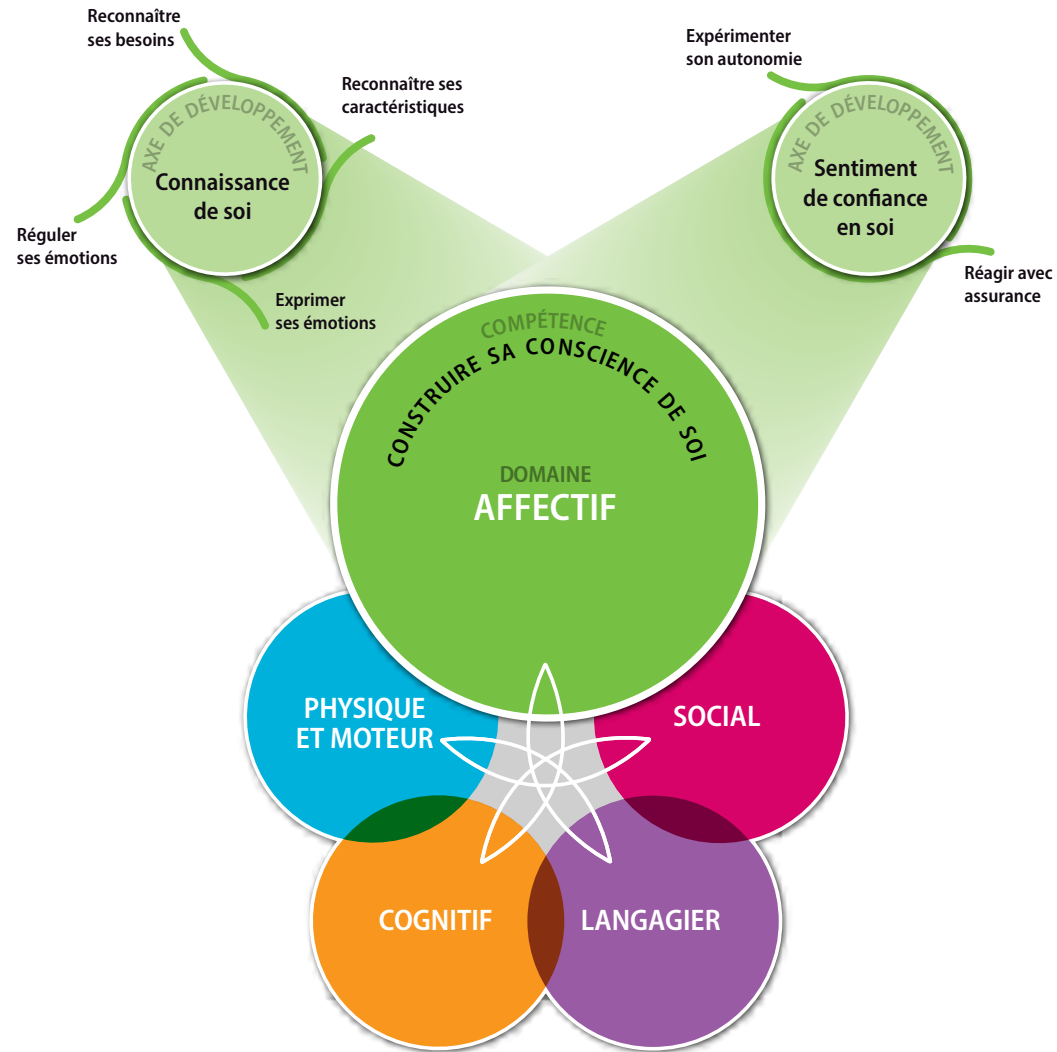 Reconnaître
ses besoins
Reconnaître ses
caractéristiques
AXE DE DÉVELOPPEMENT
Connaissance
de soi
Réguler
ses émotions
Exprimer
ses émotions
Expérimenter
son autonomie
AXE DE DÉVELOPPEMENT
Sentiment
de confiance
en soi
Réagir avec
assurance
COMPÉTENCE
CONSTRUIRE SA CONSCIENCE DE SOI
DOMAINE
AFFECTIF
PHYSIQUE
ET MOTEUR
SOCIAL
COGNITIF
LANGAGIER